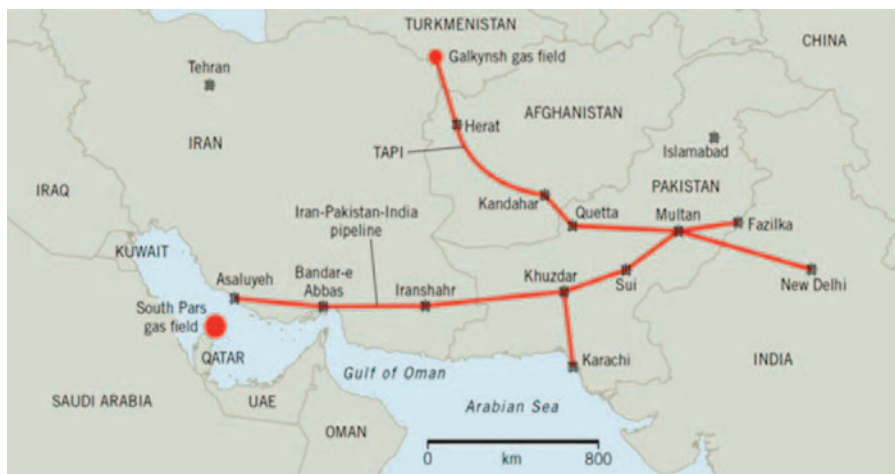 TURKMENISTAN
CHINA
Galkynsh gas field
Tehran
AFGHANISTAN
Herat
IRAN
TAPI
Islamabad
IRAQ
PAKISTAN
Kandahar
Iran-Pakistan-India
pipeline
Quetta
Multan
Fazilka
KUWAIT
Asaluyeh
Bandar-e
Abbas
Iranshahr
Khuzdar
Sui
New Delhi
South Pars
gas field
QATAR
Karachi
INDIA
Gulf of Oman
SAUDI ARABIA
UAE
Arabian Sea
OMAN
0 km 800